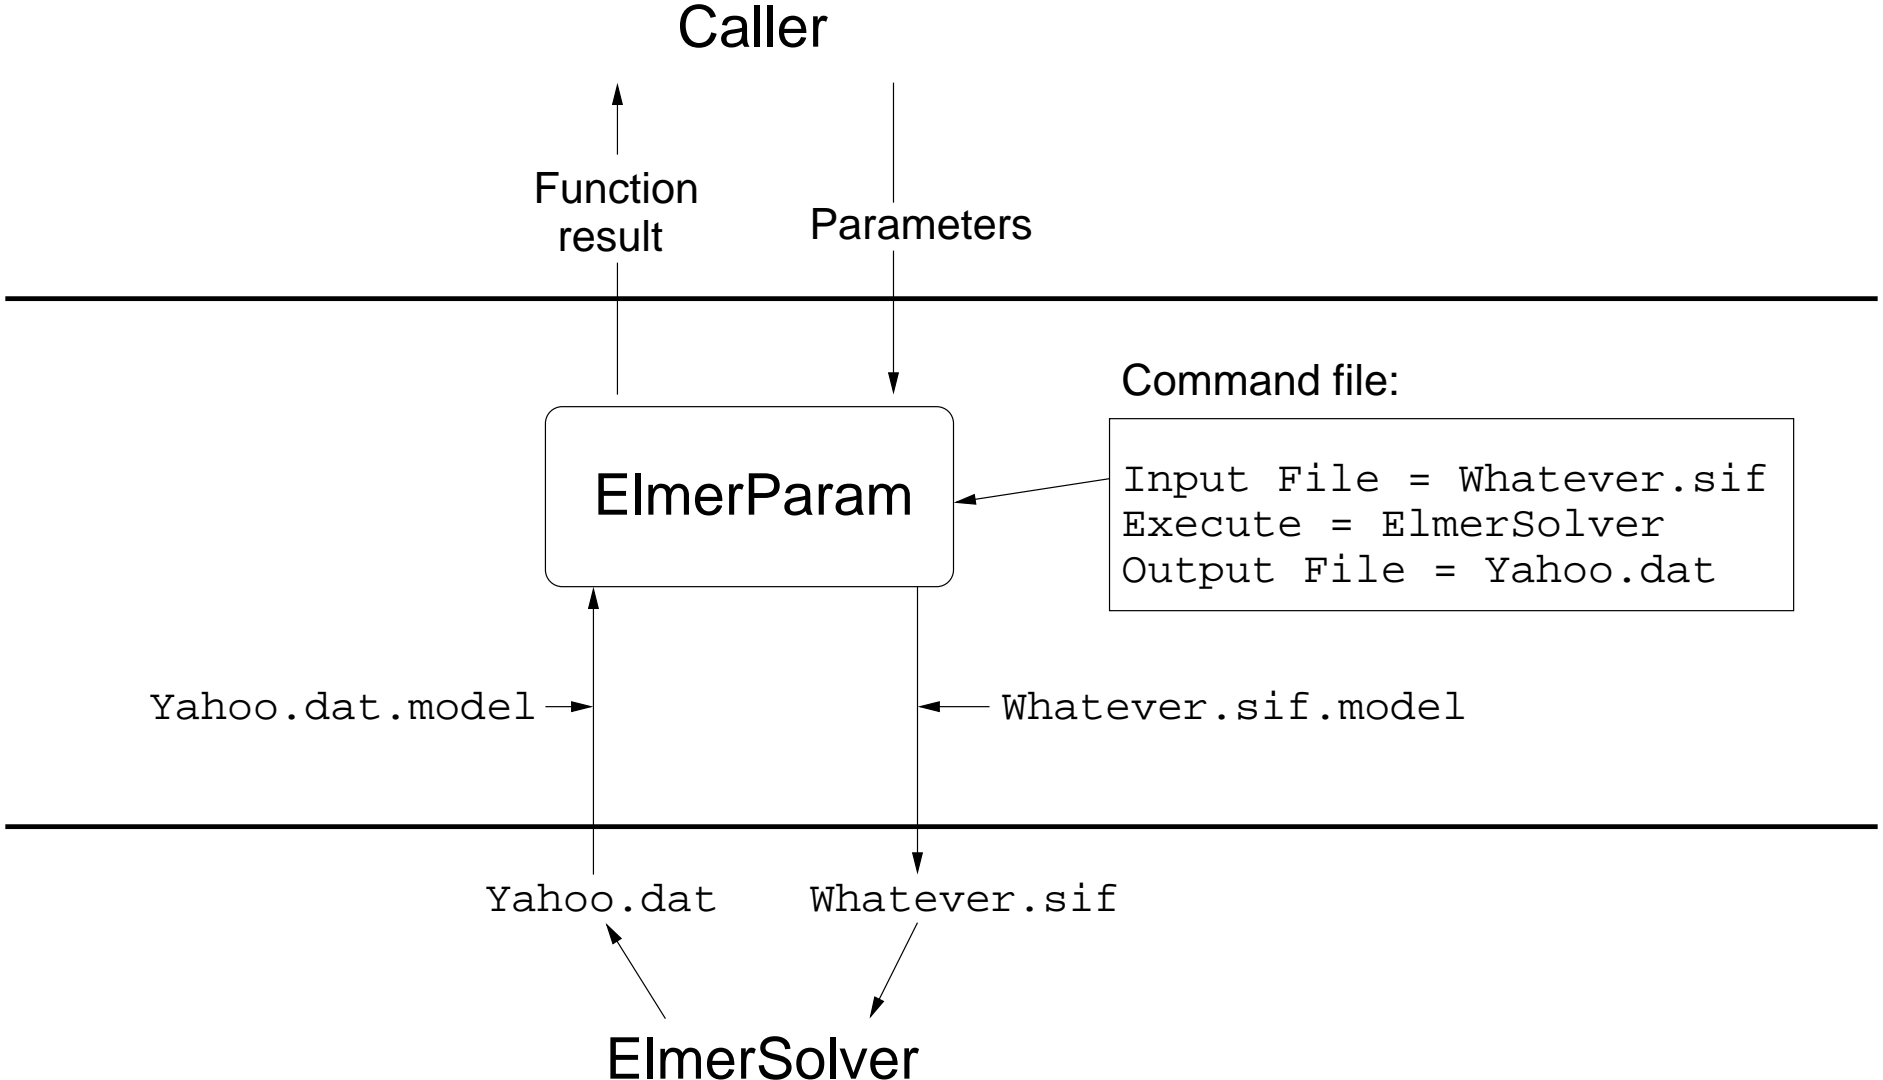 Caller
Function
result
Parameters
Command file:
ElmerParam
Input File = Whatever.sif
Execute = ElmerSolver
Output File = Yahoo.dat
Yahoo.dat.model
Whatever.sif.model
Yahoo.dat
Whatever.sif
ElmerSolver